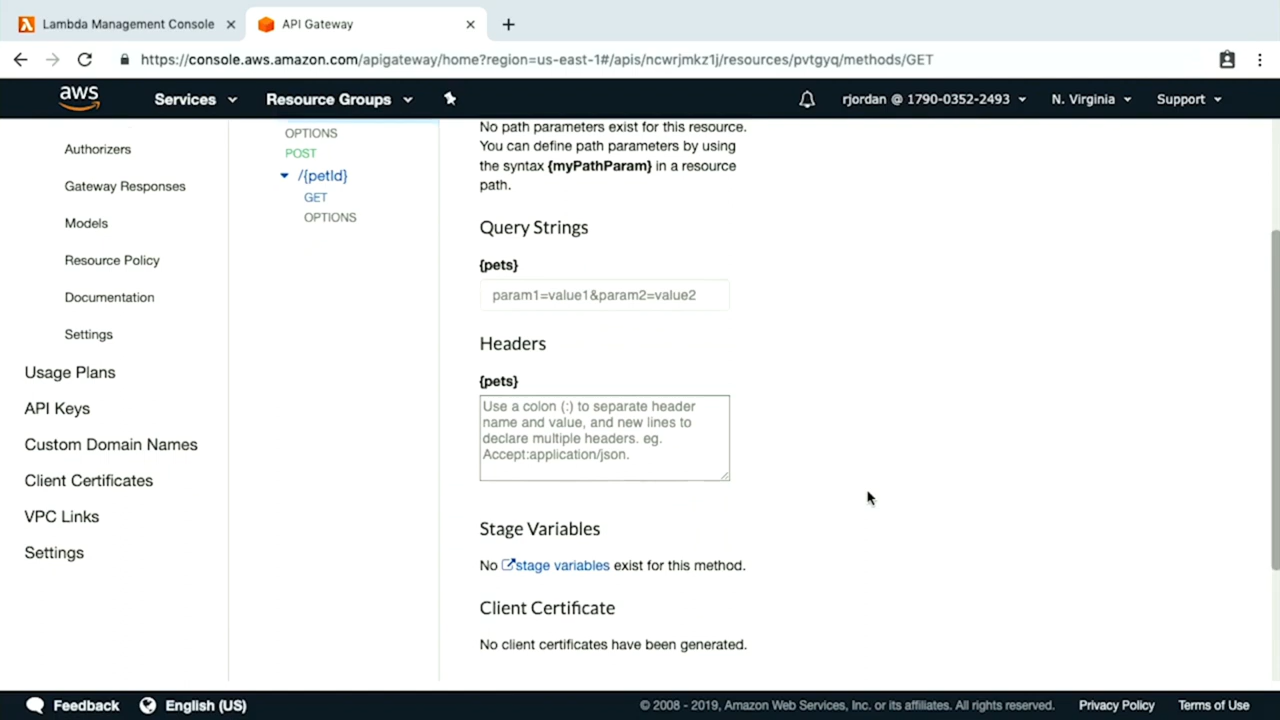 Lambda Management Console
API Gateway
https://console.aws.amazon.com/apigateway/home?region=us-east-1#/apis/ncwrjmkz1j/resources/pvtgyq/methods/GET
aws
Services
Resource Groups
rjordan @ 1790-0352-2493
N. Virginia
Support
Authorizers
Gateway Responses
Models
Resource Policy
Documentation
Settings
Usage Plans
API Keys
Custom Domain Names
Client Certificates
VPC Links
Settings
OPTIONS
POST
/{petId}
GET
OPTIONS
No path parameters exist for this resource.
You can define path parameters by using
the syntax {myPathParam} in a resource
path.
Query Strings
{pets}
param1=value1&param2=value2
Headers
{pets}
Use a colon (:) to separate header
name and value, and new lines to
declare multiple headers. eg.
Accept:application/json.
Stage Variables
No stage variables exist for this method.
Client Certificate
No client certificates have been generated.
Feedback
English (US)
© 2008 - 2019, Amazon Web Services, Inc. or its affiliates. All rights reserved.
Privacy Policy
Terms of Use